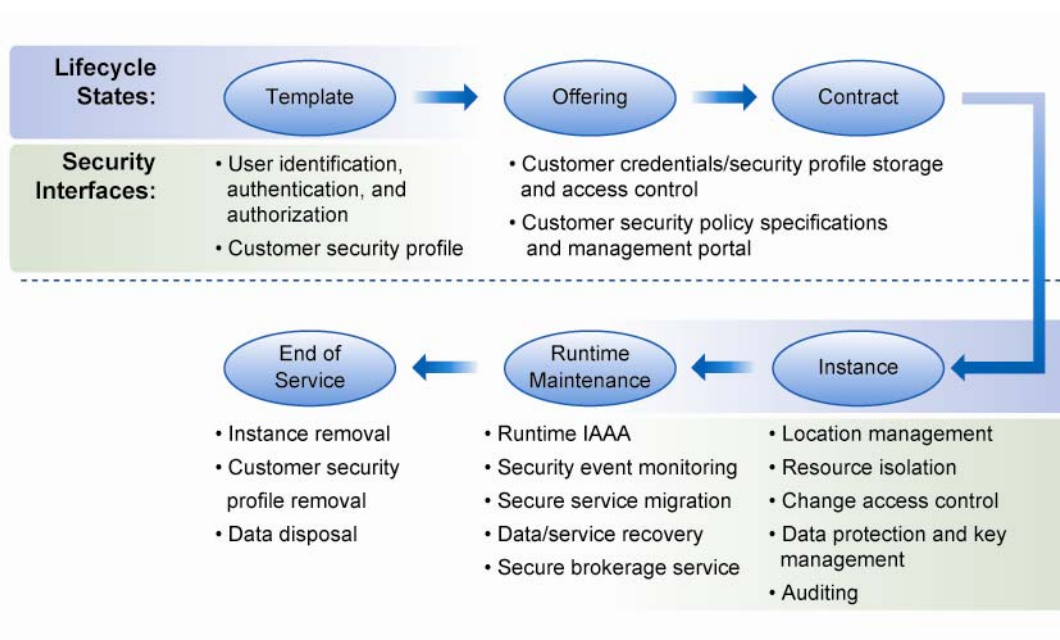 Lifecycle
States:
Template
Offering
Contract
Security
Interfaces:
• User identification,
authentication, and
authorization
• Customer security profile
• Customer credentials/security profile storage
and access control
• Customer security policy specifications
and management portal
End of
Service
Runtime
Maintenance
Instance
• Instance removal
• Customer security
profile removal
• Data disposal
• Runtime IAAA
• Security event monitoring
• Secure service migration
• Data/service recovery
• Secure brokerage service
• Location management
• Resource isolation
• Change access control
• Data protection and key
management
• Auditing